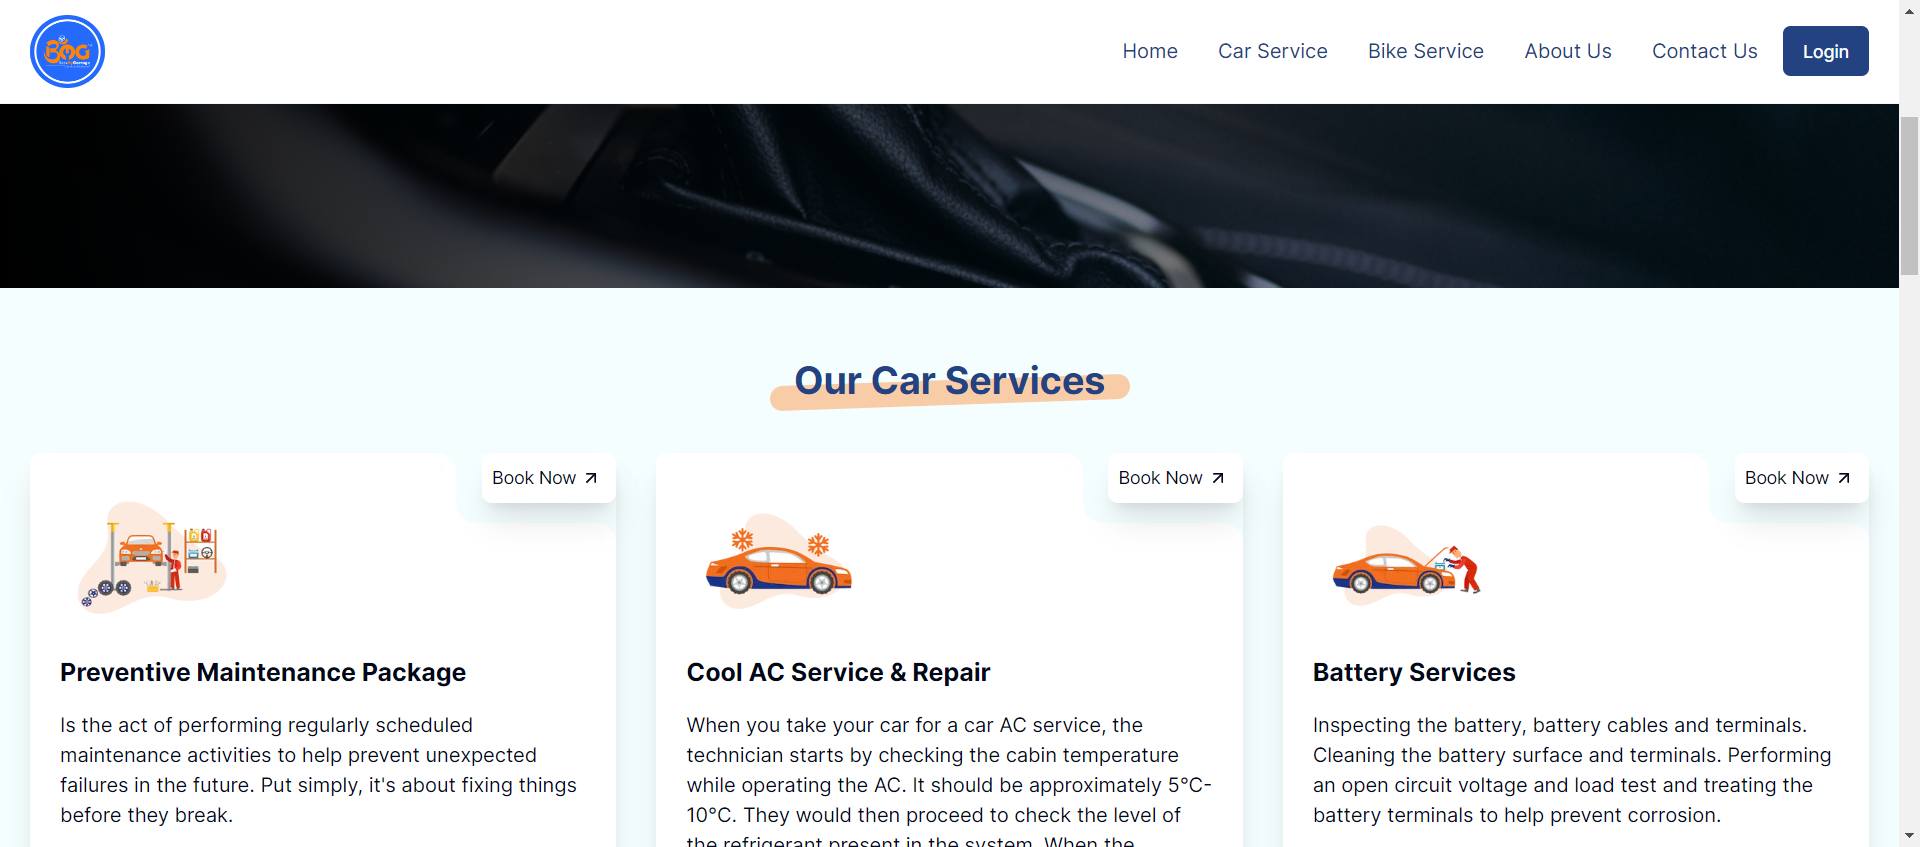 BOG
Home
Car Service
Bike Service
About Us
Contact Us
Login
Our Car Services
Book Now
Book Now
Book Now
Preventive Maintenance Package
Is the act of performing regularly scheduled
maintenance activities to help prevent unexpected
failures in the future. Put simply, it's about fixing things
before they break.
Cool AC Service & Repair
When you take your car for a car AC service, the
technician starts by checking the cabin temperature
while operating the AC. It should be approximately 5°C-
10°C. They would then proceed to check the level of
the refrigerant present in the system. When the
Battery Services
Inspecting the battery, battery cables and terminals.
Cleaning the battery surface and terminals. Performing
an open circuit voltage and load test and treating the
battery terminals to help prevent corrosion.